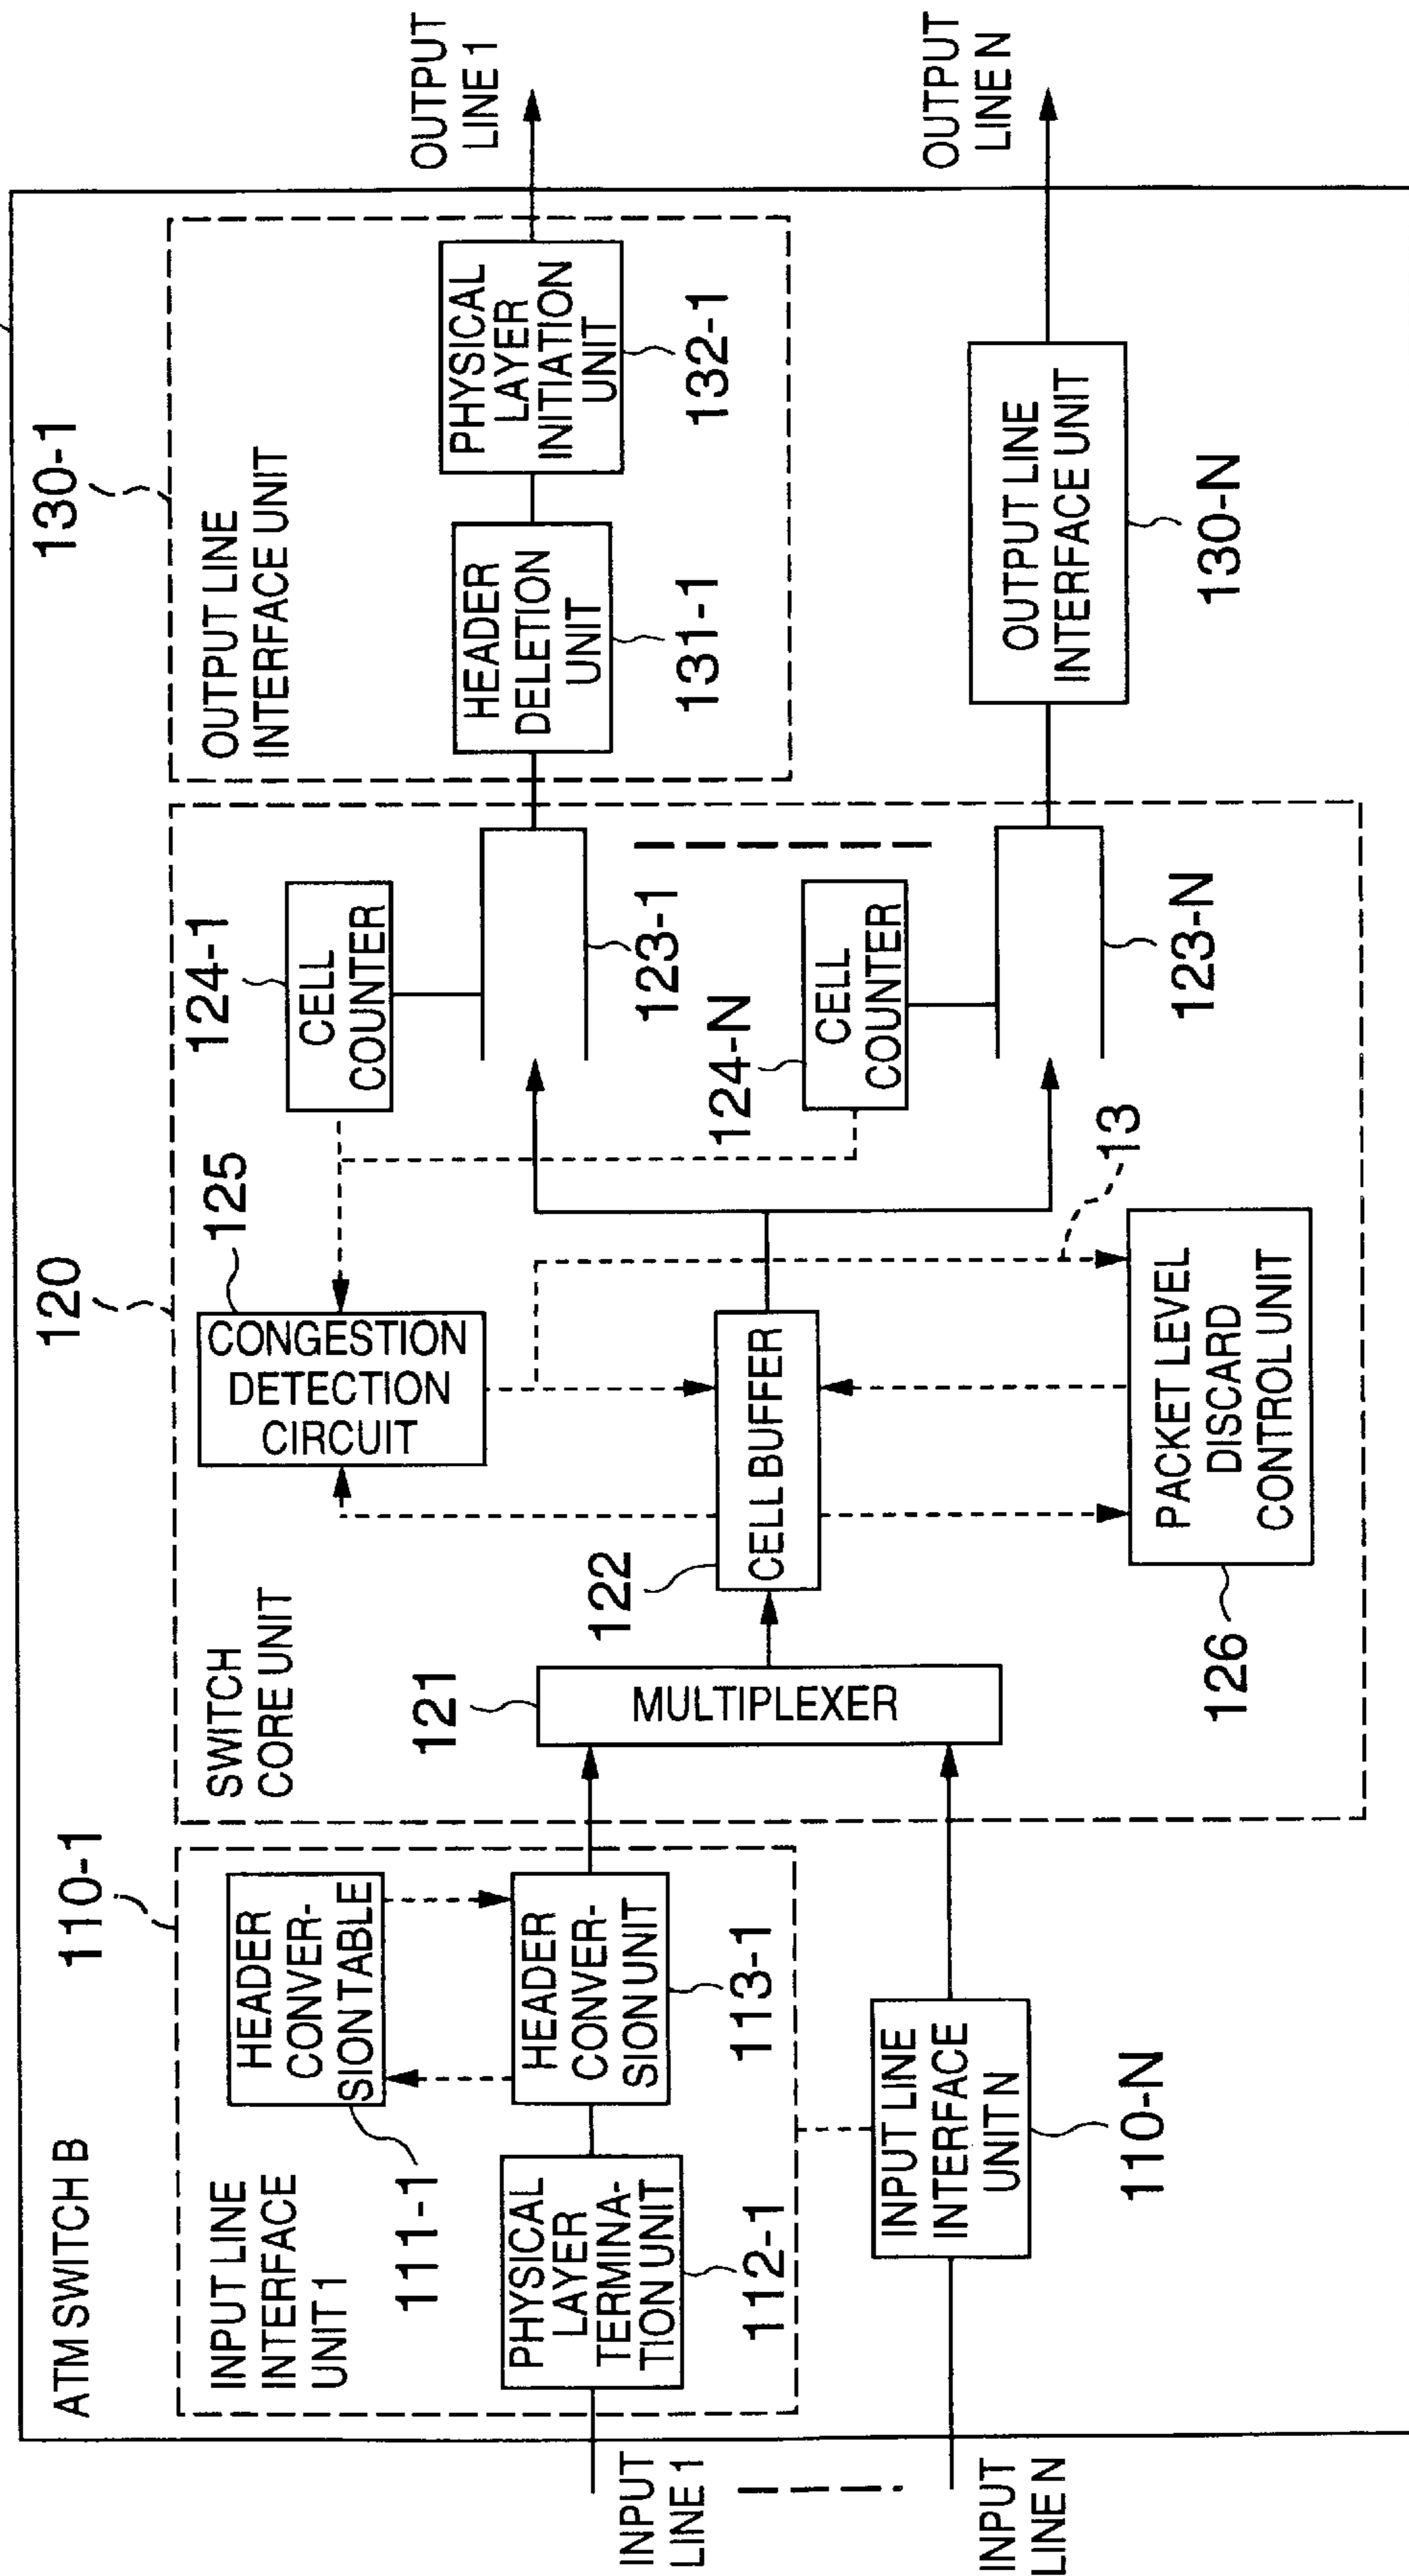 ATM SWITCH B
110-1
INPUT LINE
INTERFACE
UNIT 1
111-1
HEADER
CONVER-
SION TABLE
PHYSICAL
LAYER
TERMINA-
TION UNIT
112-1
HEADER
CONVER-
SION UNIT
113-1
INPUT
LINE 1
INPUT
LINE N
INPUT LINE
INTERFACE
UNIT N
110-N
120
SWITCH
CORE UNIT
121
MULTIPLEXER
122
CELL BUFFER
125
CONGESTION
DETECTION
CIRCUIT
126
PACKET LEVEL
DISCARD
CONTROL UNIT
13
124-1
CELL
COUNTER
123-1
124-N
CELL
COUNTER
123-N
130-1
OUTPUT LINE
INTERFACE UNIT
HEADER
DELETION
UNIT
131-1
PHYSICAL
LAYER
INITIATION
UNIT
132-1
OUTPUT LINE
INTERFACE UNIT
130-N
OUTPUT
LINE 1
OUTPUT
LINE N